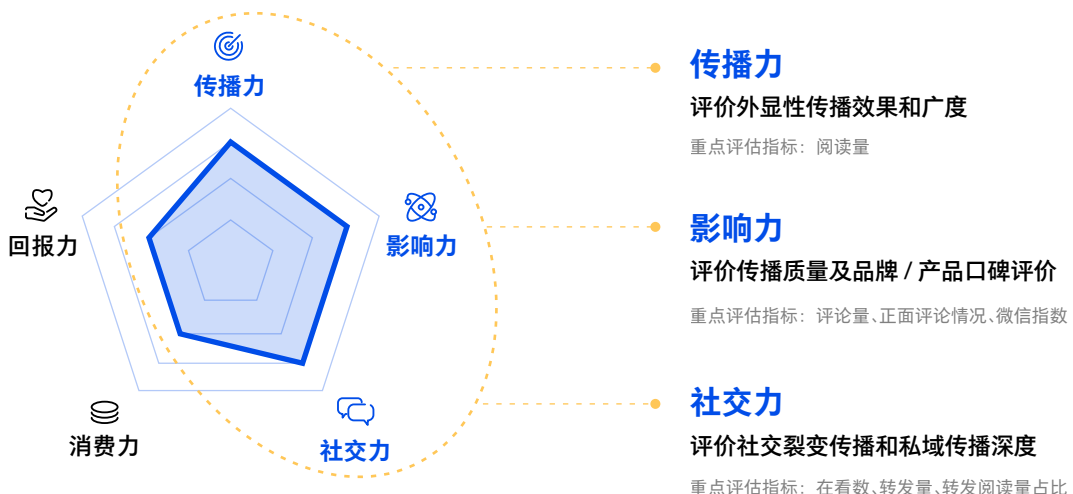 传播力
回报力
影响力
消费力
社交力
传播力
评价外显性传播效果和广度
重点评估指标：阅读量
影响力
评价传播质量及品牌 / 产品口碑评价
重点评估指标：评论量、正面评论情况、微信指数
社交力
评价社交裂变传播和私域传播深度
重点评估指标：在看数、转发量、转发阅读量占比